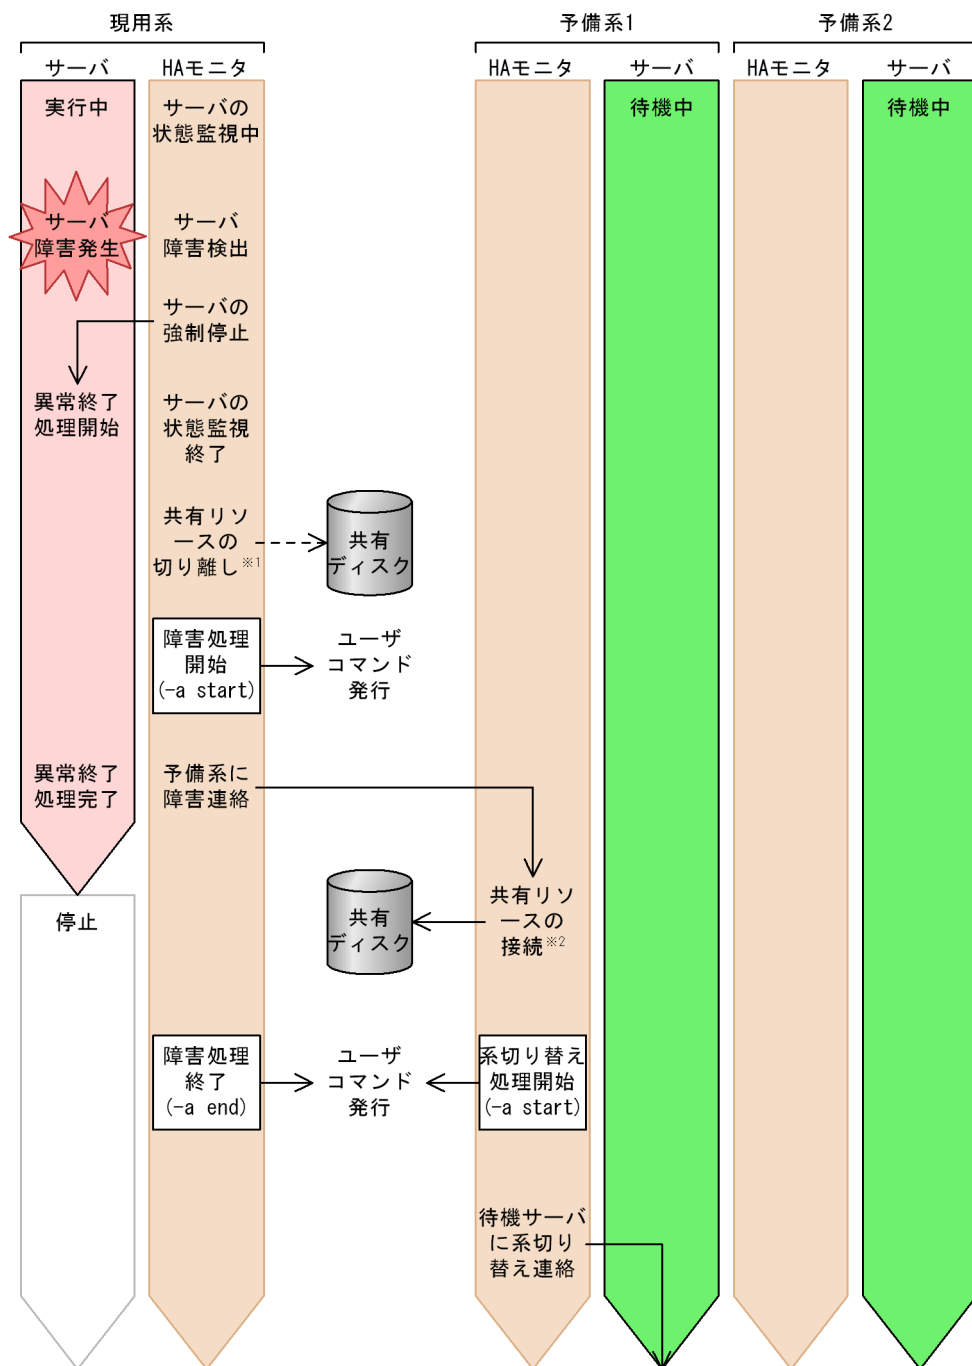 現用系
予備系1
予備系2
サーバ
HAモニタ
HAモニタ
サーバ
HAモニタ
サーバ
実行中
サーバの
状態監視中
待機中
待機中
サーバ
障害発生
サーバ
障害検出
サーバの
強制停止
異常終了
処理開始
サーバの
状態監視
終了
共有リソ
ースの
切り離し※1
共有
ディスク
障害処理
開始
(-a start)
ユーザ
コマンド
発行
異常終了
処理完了
予備系に
障害連絡
停止
共有
ディスク
共有リソ
ースの
接続※2
障害処理
終了
(-a end)
ユーザ
コマンド
発行
系切り替え
処理開始
(-a start)
待機サーバ
に系切り
替え連絡